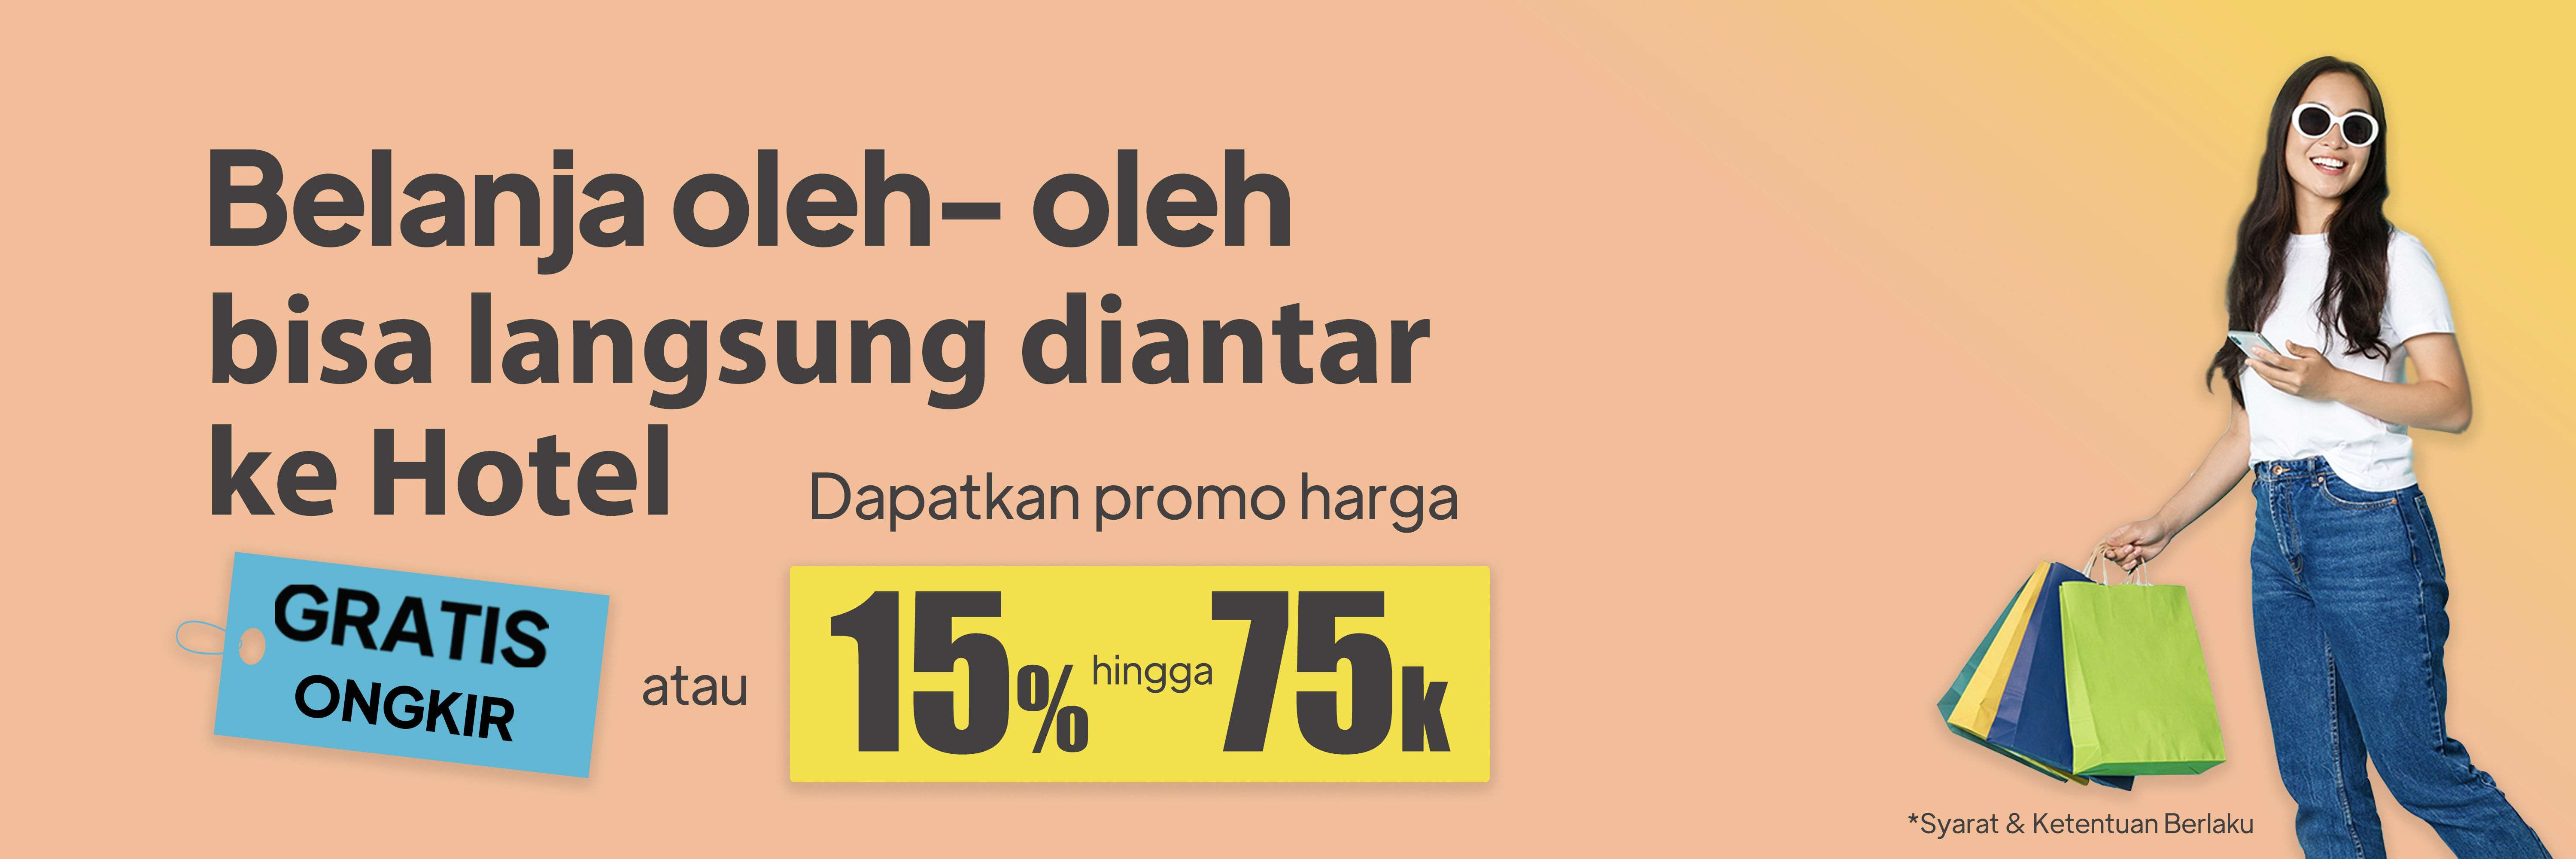 Belanja oleh- oleh
bisa langsung diantar
ke Hotel
GRATIS
ONGKIR
atau
Dapatkan promo harga
15% hingga 75k
*Syarat & Ketentuan Berlaku